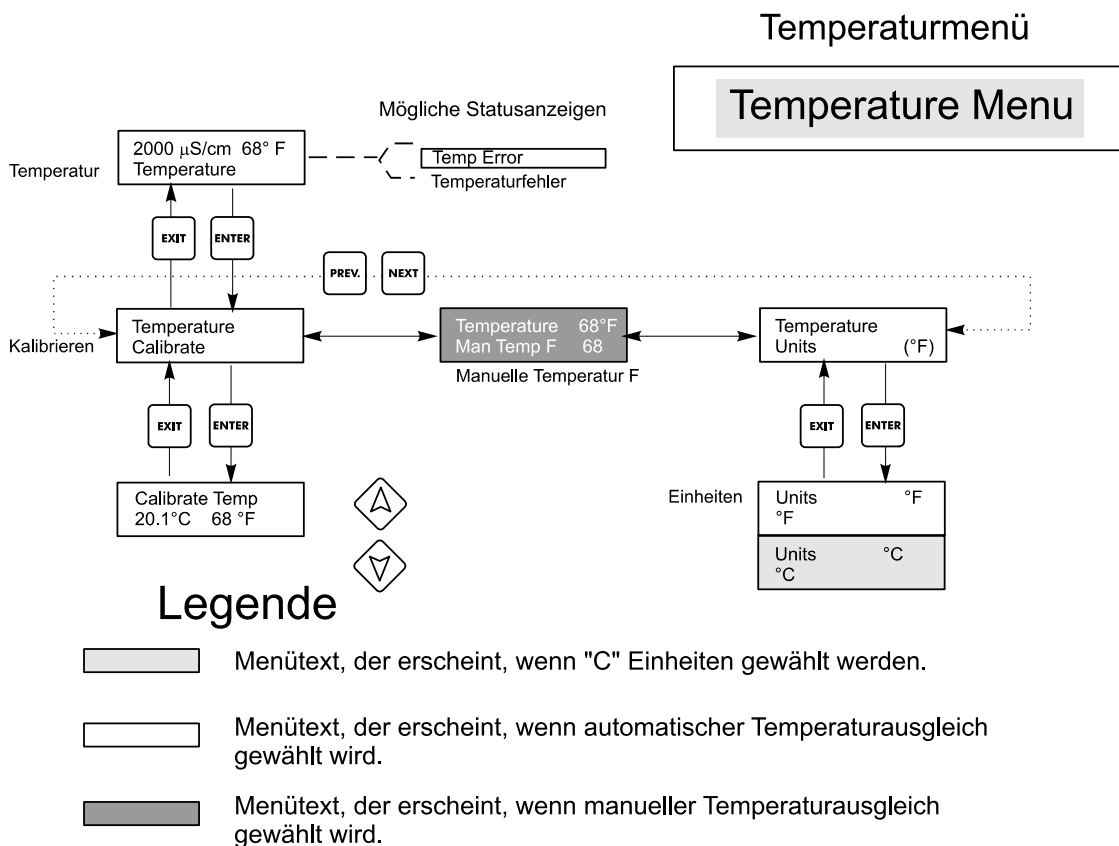 Temperaturmenü
Temperature Menu
Mögliche Statusanzeigen
2000 μS/cm 68° F
Temperature
Temperatur
Temp Error
Temperaturfehler
EXIT
ENTER
PREV.
NEXT
Kalibrieren
Temperature
Calibrate
Temperature 68°F
Man Temp F 68
Manuelle Temperatur F
Temperature
Units (°F)
EXIT
ENTER
EXIT
ENTER
Calibrate Temp
20.1°C 68 °F
Einheiten
Units °F
°F
Units °C
°C
Legende
Menütext, der erscheint, wenn "C" Einheiten gewählt werden.
Menütext, der erscheint, wenn automatischer Temperaturausgleich
gewählt wird.
Menütext, der erscheint, wenn manueller Temperaturausgleich
gewählt wird.